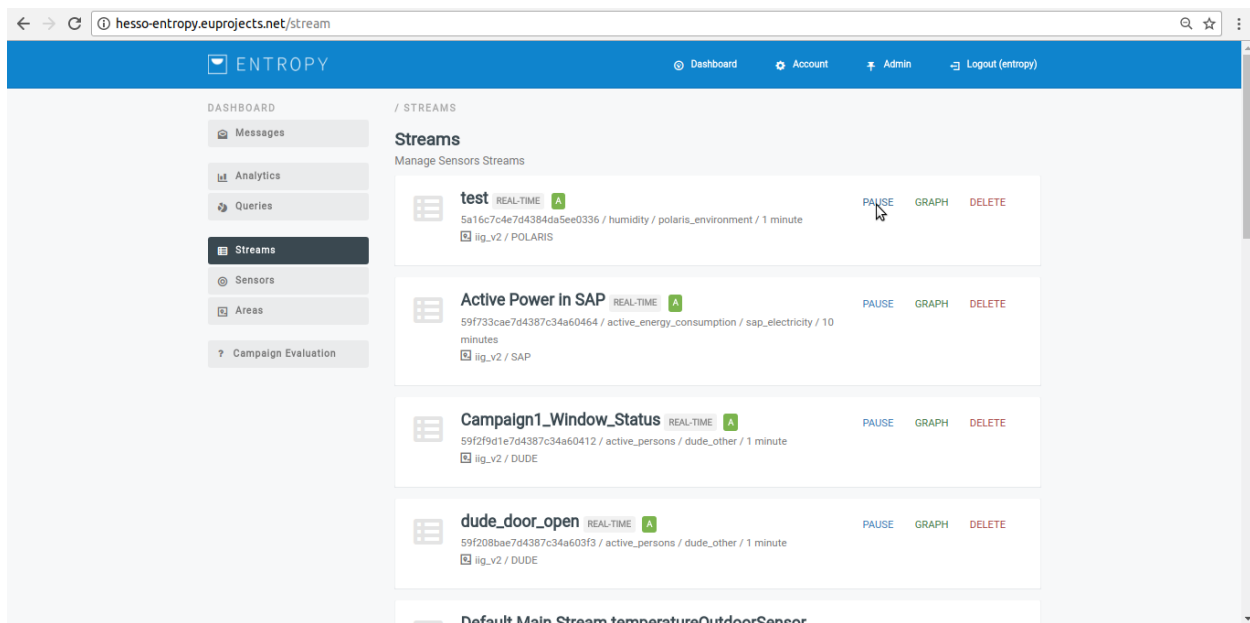 hesso-entropy.euprojects.net/stream
ENTROPY
Dashboard
Account
Admin
Logout (entropy)
DASHBOARD
Messages
Analytics
Queries
Streams
Sensors
Areas
? Campaign Evaluation
/ STREAMS
Streams
Manage Sensors Streams
test REAL-TIME A
5a16c7c4e7d4384da5ee0336 / humidity / polaris_environment / 1 minute
iig_v2 / POLARIS
PAUSE GRAPH DELETE
Active Power in SAP REAL-TIME A
59f733cae7d4387c34a60464 / active_energy_consumption / sap_electricity / 10
minutes
iig_v2 / SAP
PAUSE GRAPH DELETE
Campaign1_Window_Status REAL-TIME A
59f2f9d1e7d4387c34a60412 / active_persons / dude_other / 1 minute
iig_v2 / DUDE
PAUSE GRAPH DELETE
dude_door_open REAL-TIME A
59f208bae7d4387c34a603f3 / active_persons / dude_other / 1 minute
iig_v2 / DUDE
PAUSE GRAPH DELETE
Default Main Stream temperatureOutdoorSensor